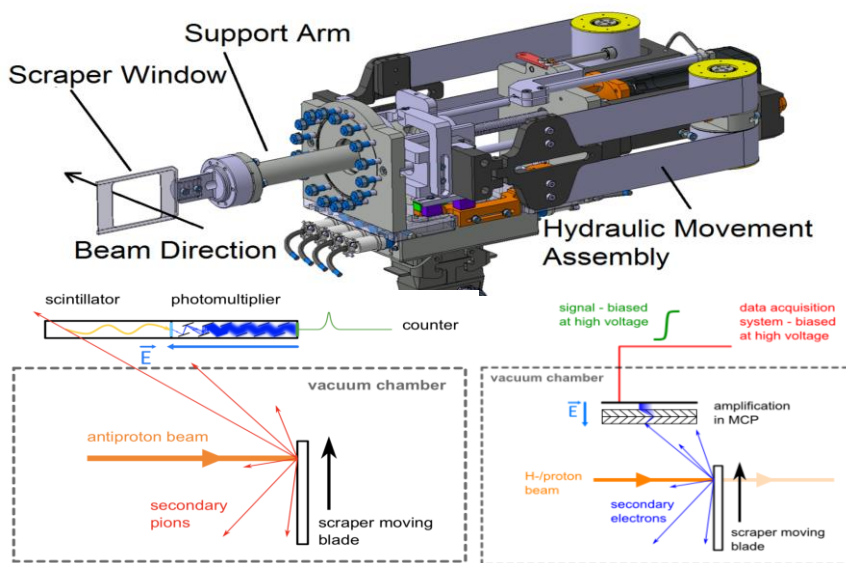 Support Arm
Scraper Window
Beam Direction
Hydraulic Movement
Assembly
scintillator
photomultiplier
counter
E
vacuum chamber
antiproton beam
secondary
pions
scraper moving
blade
signal - biased
at high voltage
data acquisition
system - biased
at high voltage
vacuum chamber
E
amplification
in MCP
H-/proton
beam
secondary
electrons
scraper moving
blade